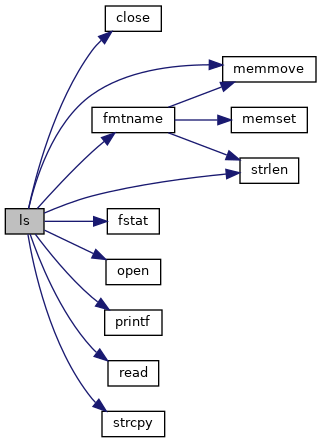 close
memmove
fmtname
memset
strlen
ls
fstat
open
printf
read
strcpy